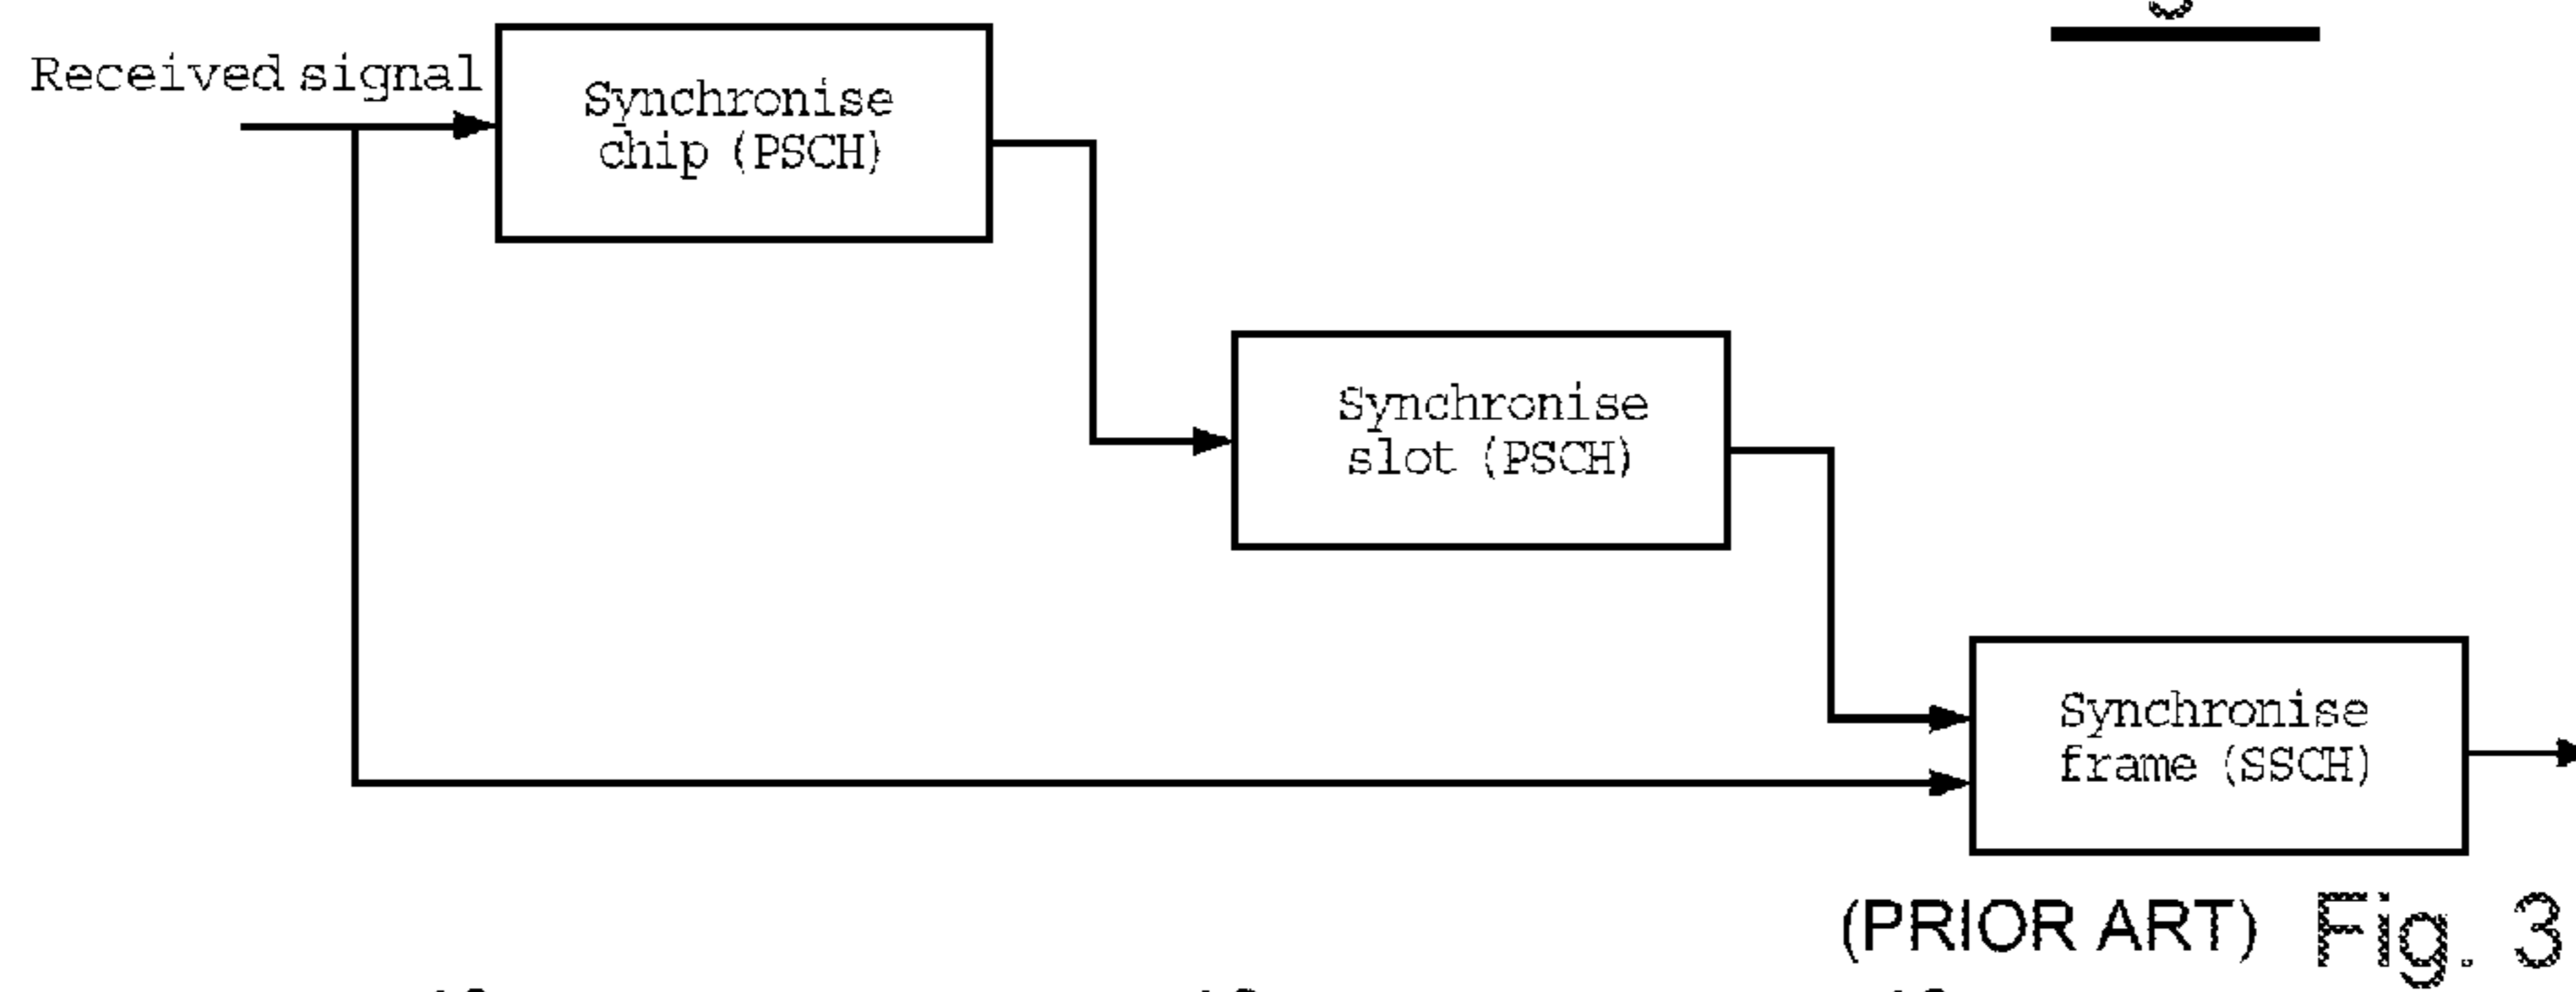 Received signal
Synchronise
chip (PSCH)
Synchronise
slot (PSCH)
Synchronise
frame (SSCH)
(PRIOR ART) Fig. 3